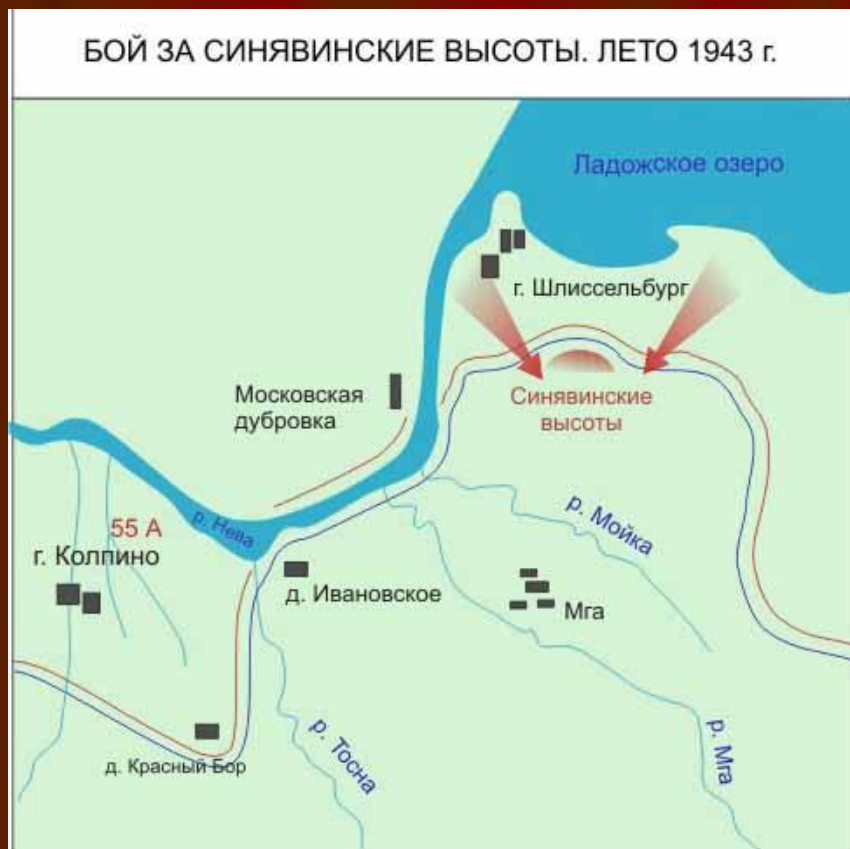 БОЙ ЗА СИНЯВИНСКИЕ ВЫСОТЫ. ЛЕТО 1943 г.
Ладожское озеро
г. Шлиссельбург
Московская
дубровка
Синявинские
высоты
р. Нева
р. Мойка
55 А
г. Колпино
д. Ивановское
Мга
р. Тосна
р. Мга
д. Красный Бор